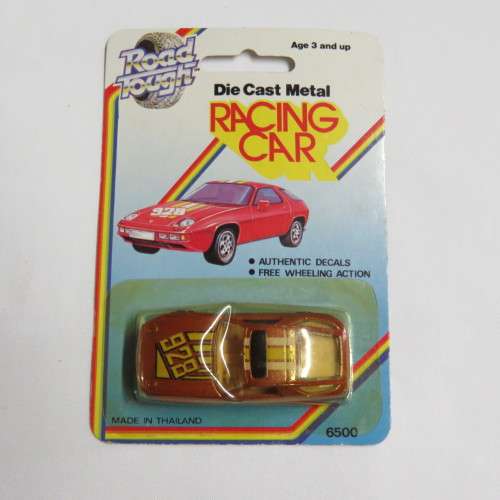 Road
Tough
Age 3 and up
Die Cast Metal
RACING
CAR
928
• AUTHENTIC DECALS
• FREE WHEELING ACTION
928
MADE IN THAILAND
6500